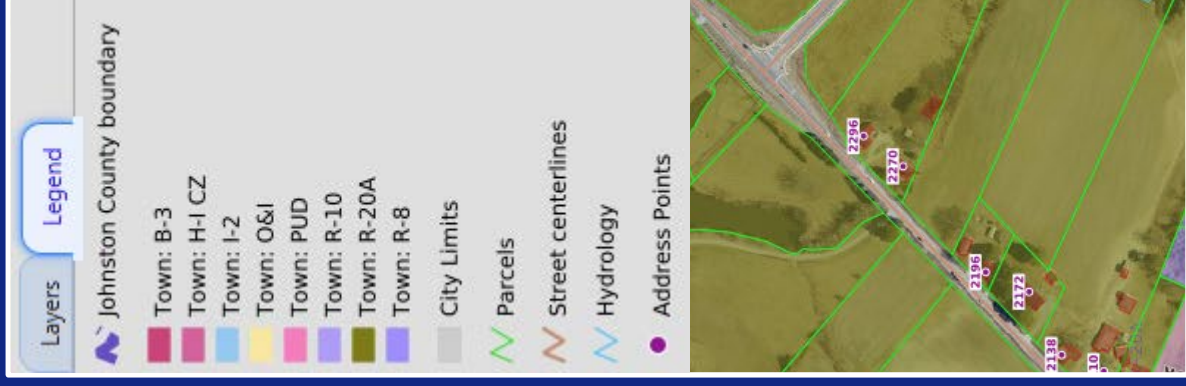 Layers
Legend
Johnston County boundary
Town: B-3
Town: H-I CZ
Town: I-2
Town: O&I
Town: PUD
Town: R-10
Town: R-20A
Town: R-8
City Limits
Parcels
Street centerlines
Hydrology
Address Points
2296
2270
2196
2172
2138
10